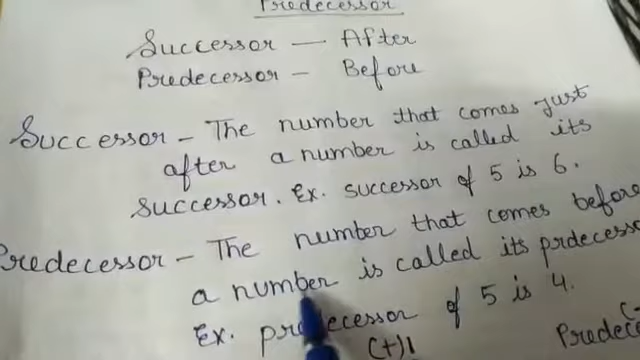 Predecessor
Successor — After
Predecessor — Before
Successor - The number that comes just
after a number is called its
successor. Ex. successor of 5 is 6.
Predecessor - The number that comes before
a number is called its prdecesso
Ex. predecessor of 5 is 4.
(+)1